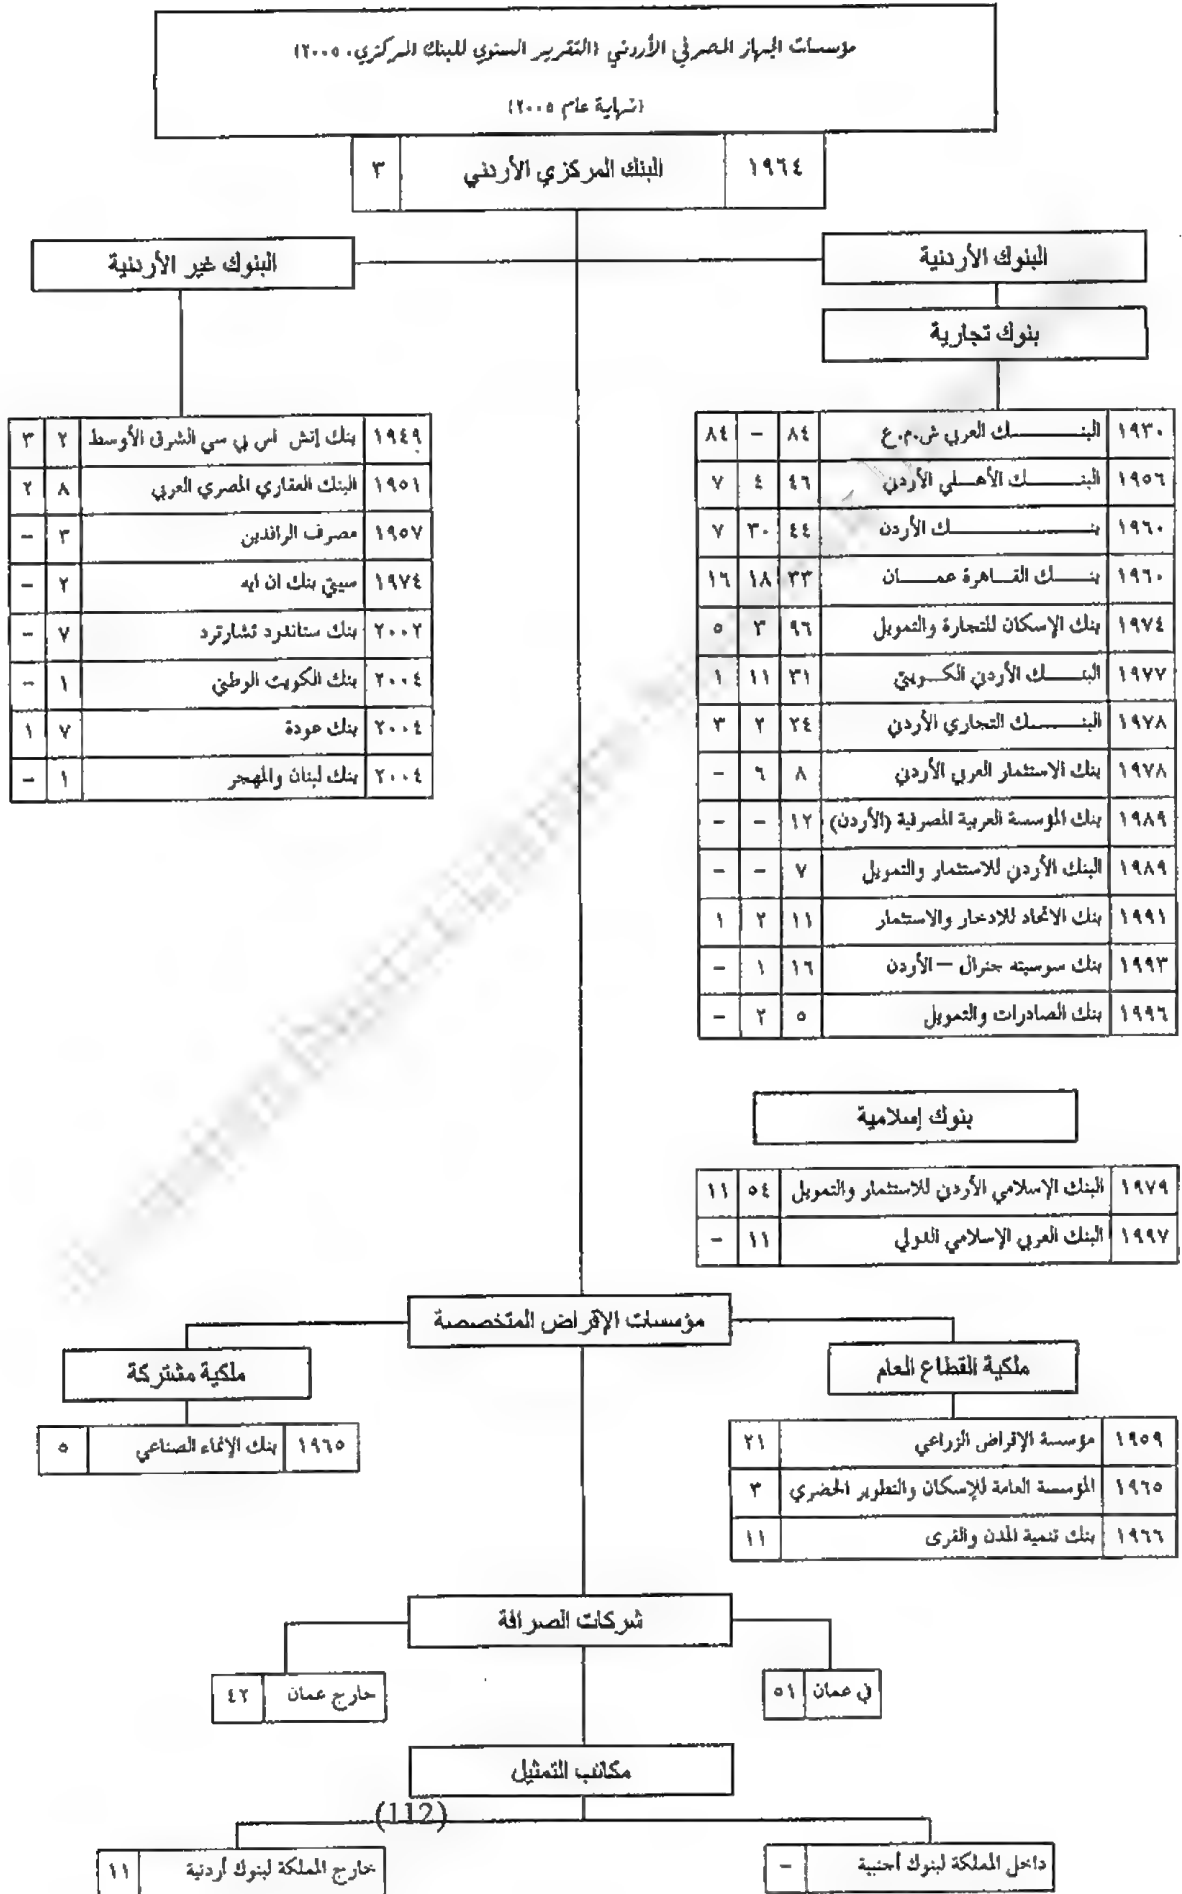 مؤسسات الجهاز المصرفي الأردني (التقرير السنوي للبنك المركزي، ٢٠٠٥)
(نهاية عام ٢٠٠٥)
١٩٦٤ البنك المركزي الأردني ٣
البنوك الأردنية
البنوك غير الأردنية
بنوك تجارية
١٩٣٠ البنـــك العربي ش.م.ع ٨٤ – ٨٤
١٩٥٦ البنـــك الأهـــلي الأردني ٤٦ ٤ ٧
١٩٦٠ بنـــك الأردن ٤٤ ٣٠ ٧
١٩٦٠ بنـــك القـــاهرة عمـــان ٣٣ ١٨ ١٦
١٩٧٤ بنك الإسكان للتجارة والتمويل ٩٦ ٣ ٥
١٩٧٧ البنـــك الأردني الكـــويتي ٣١ ١١ ١
١٩٧٨ البنـــك التجاري الأردني ٢٤ ٢ ٣
١٩٧٨ بنك الاستثمار العربي الأردني ٨ ٦ –
١٩٨٩ بنك المؤسسة العربية المصرفية (الأردن) ١٢ – –
١٩٨٩ البنك الأردني للاستثمار والتمويل ٧ – –
١٩٩١ بنك الاتحاد للادخار والاستثمار ١١ ٢ ١
١٩٩٣ بنك سوسيته جنرال – الأردن ١٦ ١ –
١٩٩٦ بنك الصادرات والتمويل ٥ ٢ –
١٩٤٩ بنك إتش اس بي سي الشرق الأوسط ٢ ٣
١٩٥١ البنك العقاري المصري العربي ٨ ٢
١٩٥٧ مصرف الرافدين ٣ –
١٩٧٤ سيتي بنك ان ايه ٢ –
٢٠٠٢ بنك ستاندرد تشارترد ٧ –
٢٠٠٤ بنك الكويت الوطني ١ –
٢٠٠٤ بنك عودة ٧ ١
٢٠٠٤ بنك لبنان والمهجر ١ –
بنوك إسلامية
١٩٧٩ البنك الإسلامي الأردني للاستثمار والتمويل ٥٤ ١١
١٩٩٧ البنك العربي الإسلامي الدولي ١١ –
مؤسسات الإقراض المتخصصة
ملكية القطاع العام
ملكية مشتركة
١٩٥٩ مؤسسة الإقراض الزراعي ٢١
١٩٦٥ المؤسسة العامة للإسكان والتطوير الحضري ٣
١٩٦٦ بنك تنمية المدن والقرى ١١
١٩٦٥ بنك الإنماء الصناعي ٥
شركات الصرافة
في عمان ٥١
خارج عمان ٤٢
مكاتب التمثيل
(112)
داخل المملكة لبنوك أجنبية –
خارج المملكة لبنوك أردنية ١١